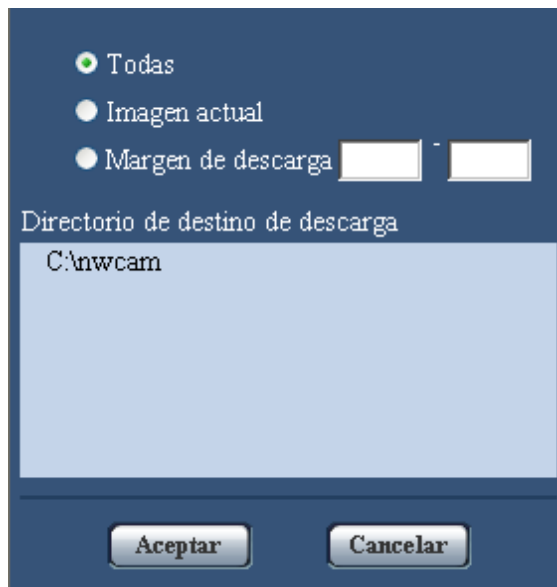 Todas
Imagen actual
Margen de descarga -
Directorio de destino de descarga
C:\nwcam
Aceptar Cancelar